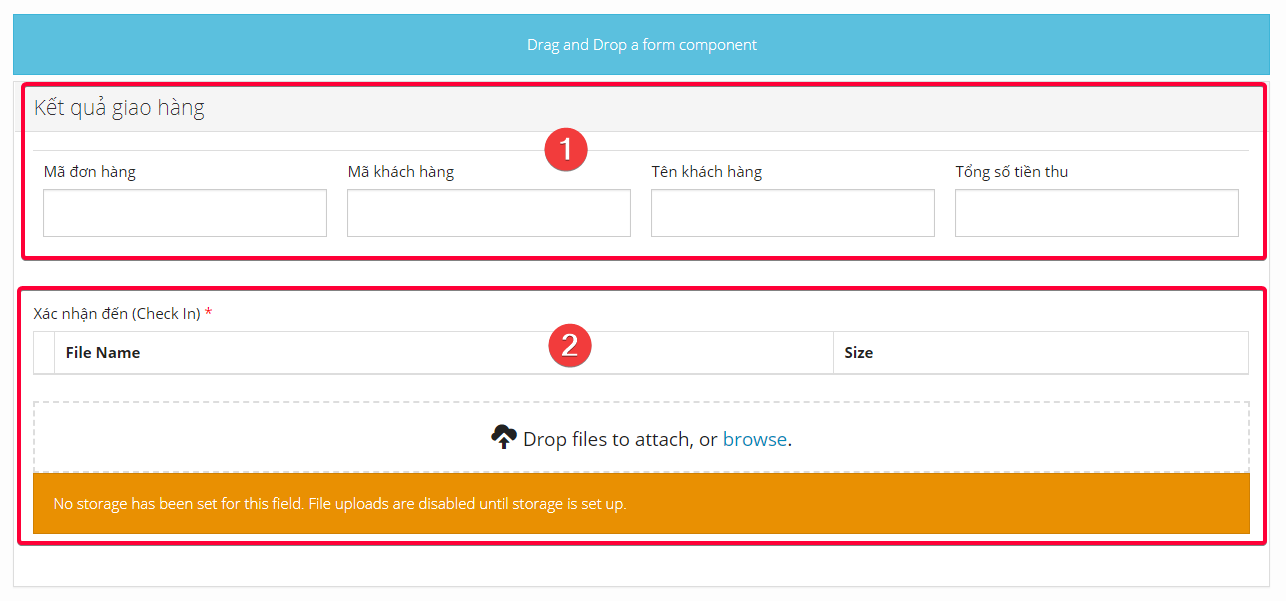 Drag and Drop a form component
Kết quả giao hàng
1
Mã đơn hàng Mã khách hàng Tên khách hàng Tổng số tiền thu
Xác nhận đến (Check In) *
2
File Name Size
Drop files to attach, or browse.
No storage has been set for this field. File uploads are disabled until storage is set up.